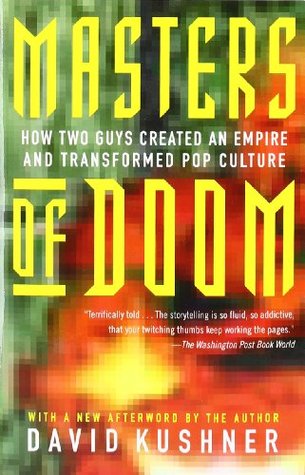 MASTERS
HOW TWO GUYS CREATED AN EMPIRE
AND TRANSFORMED POP CULTURE
OF DOOM
"Terrifically told . . . The storytelling is so fluid, so addictive,
that your twitching thumbs keep working the pages."
—The Washington Post Book World
WITH A NEW AFTERWORD BY THE AUTHOR
DAVID KUSHNER